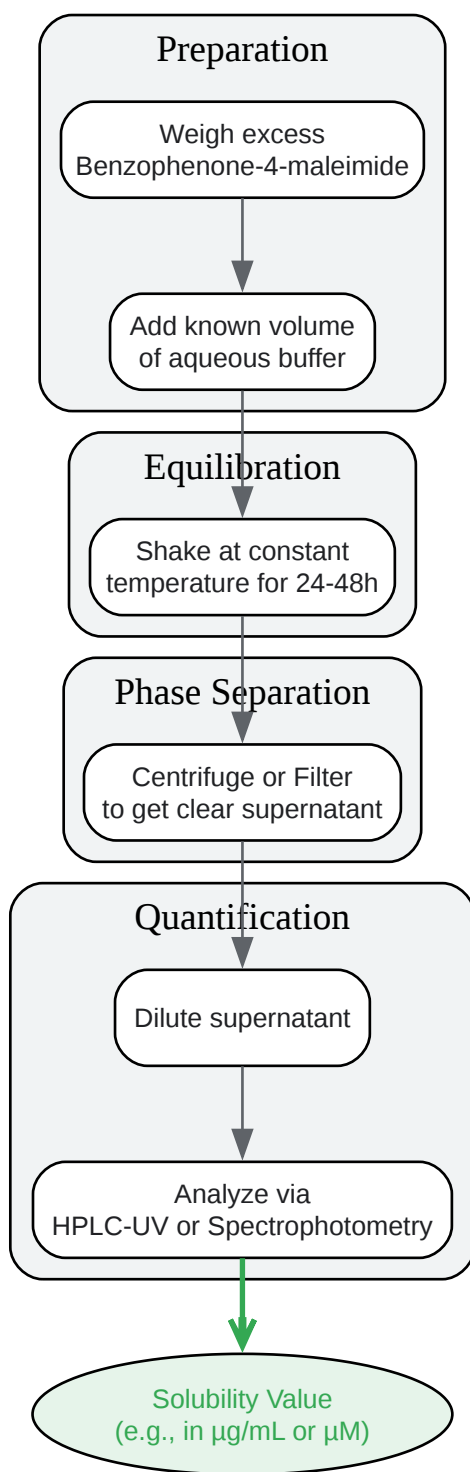 Preparation
Weigh excess
Benzophenone-4-maleimide
Add known volume
of aqueous buffer
Equilibration
Shake at constant
temperature for 24-48h
Phase Separation
Centrifuge or Filter
to get clear supernatant
Quantification
Dilute supernatant
Analyze via
HPLC-UV or Spectrophotometry
Solubility Value
(e.g., in µg/mL or µM)